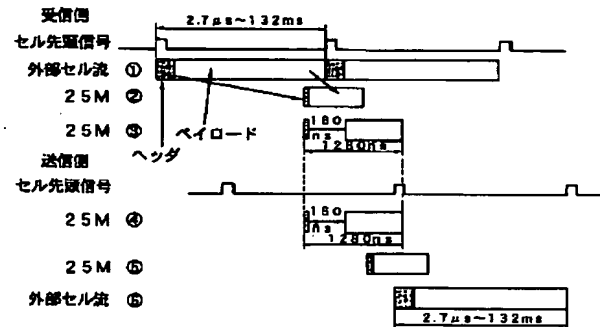 受信側
2.7μs~132ms
セル先頭信号
外部セル流 ①
25M ②
25M ③
ペイロード
160
ns
ヘッダ
1280ns
送信側
セル先頭信号
25M ④
160
ns
1280ns
25M ⑤
外部セル流 ⑥
2.7μs~132ms